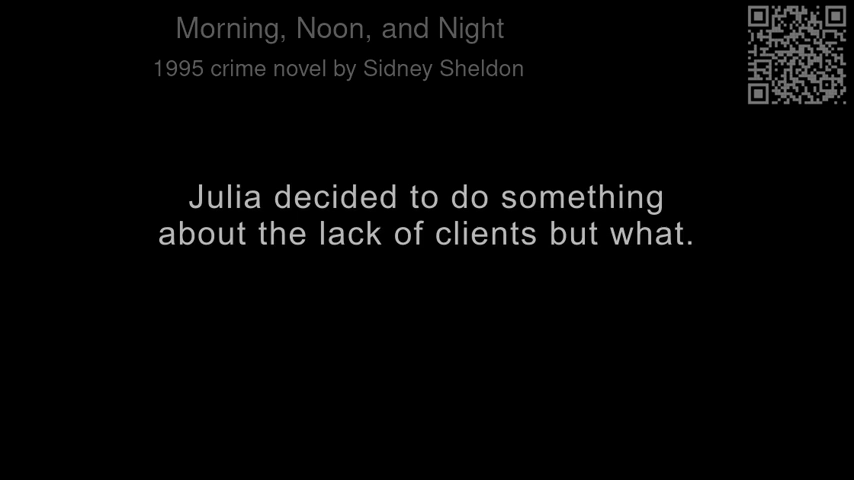 Morning, Noon, and Night
1995 crime novel by Sidney Sheldon
Julia decided to do something
about the lack of clients but what.